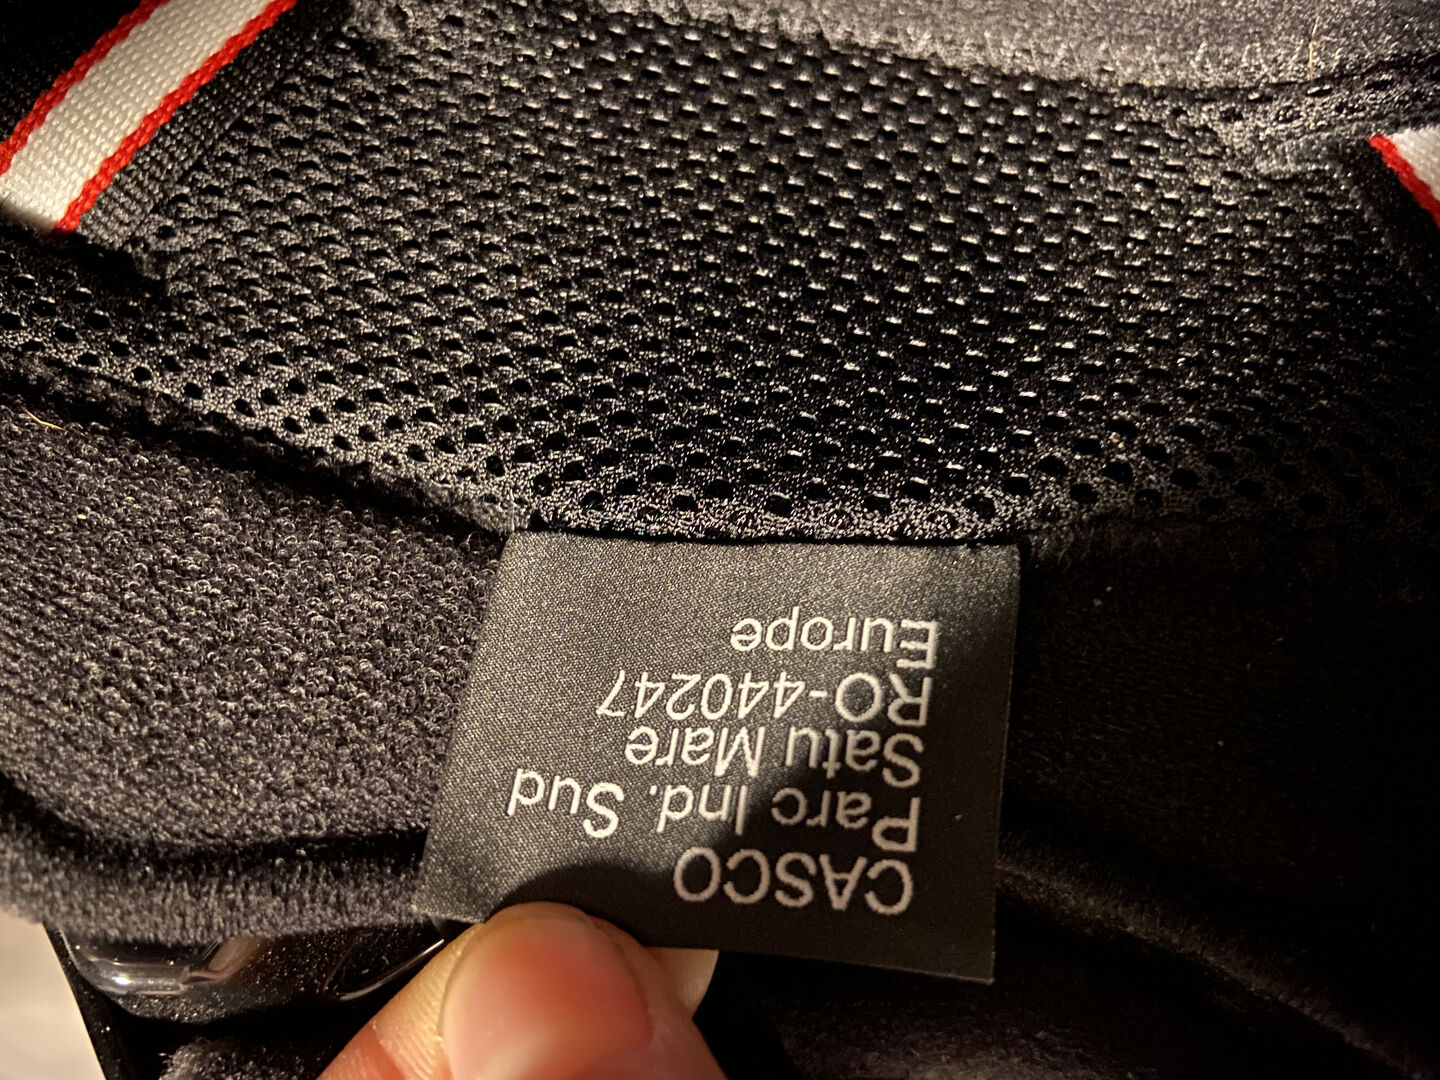 CASCO
Parc Ind. Sud
Satu Mare
RO-440247
Europe